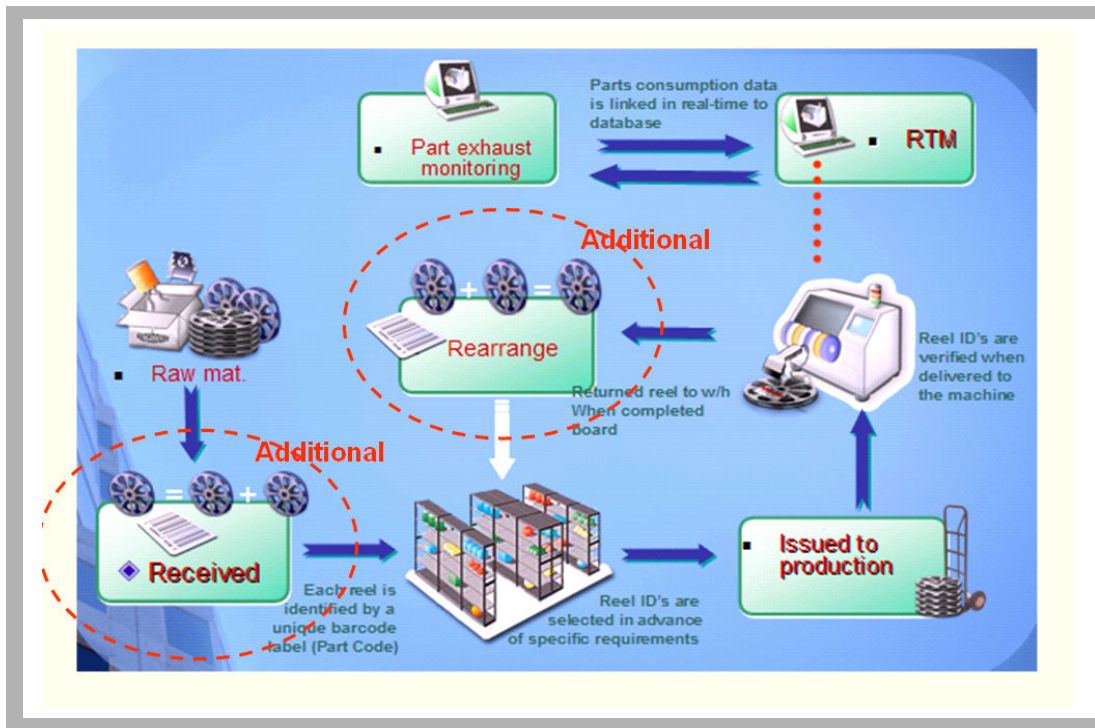 Parts consumption data
is linked in real-time to
database
Part exhaust
monitoring
RTM
Additional
+ =
Rearrange
Reel ID's are
verified when
delivered to
the machine
Raw mat.
Returned reel to w/h
When completed
board
Additional
= +
Received
Issued to
production
Each reel is
identified by a
unique barcode
label (Part Code)
Reel ID's are
selected in advance
of specific requirements